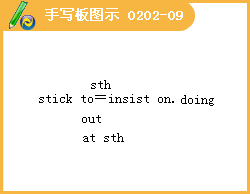 手写板图示 0202-09
sth
stick to=insist on. doing
out
at sth